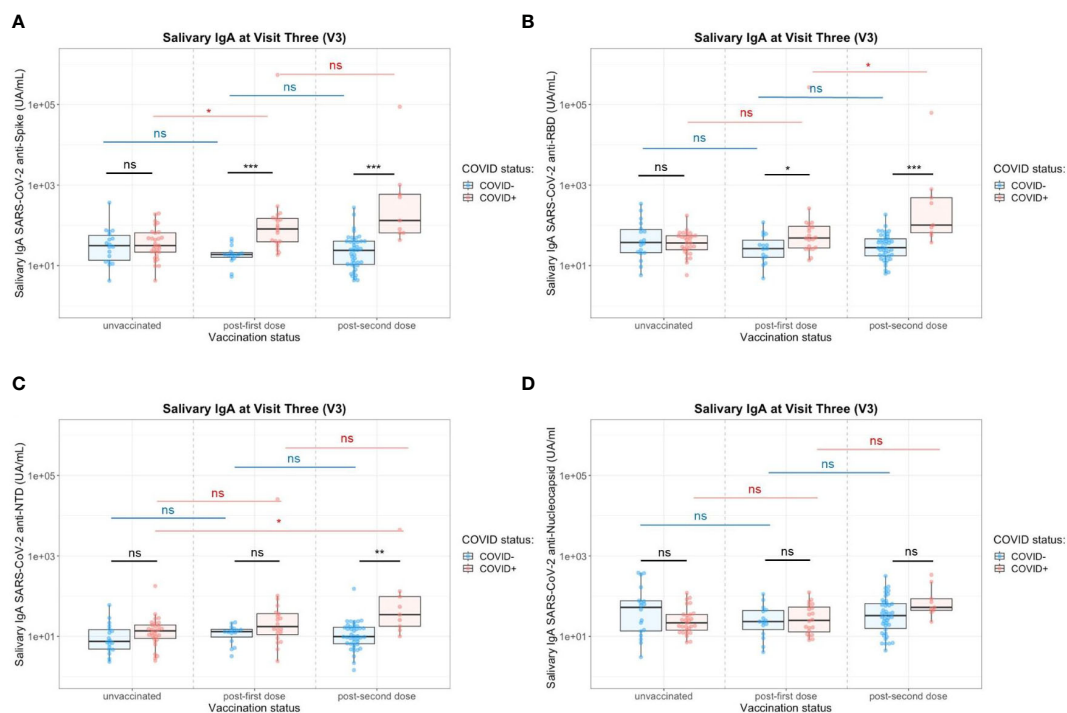 A
Salivary IgA at Visit Three (V3)
Salivary IgA SARS-CoV-2 anti-Spike (UA/mL)
1e+05
1e+03
1e+01
ns
ns
*
ns
ns
***
***
unvaccinated post-first dose post-second dose
Vaccination status
COVID status:
COVID-
COVID+
B
Salivary IgA at Visit Three (V3)
Salivary IgA SARS-CoV-2 anti-RBD (UA/mL)
1e+05
1e+03
1e+01
*
ns
ns
ns
ns
*
***
unvaccinated post-first dose post-second dose
Vaccination status
COVID status:
COVID-
COVID+
C
Salivary IgA at Visit Three (V3)
Salivary IgA SARS-CoV-2 anti-NTD (UA/mL)
1e+05
1e+03
1e+01
ns
ns
ns
ns
*
ns
ns
**
unvaccinated post-first dose post-second dose
Vaccination status
COVID status:
COVID-
COVID+
D
Salivary IgA at Visit Three (V3)
Salivary IgA SARS-CoV-2 anti-Nucleocapsid (UA/ml
1e+05
1e+03
1e+01
ns
ns
ns
ns
ns
ns
ns
unvaccinated post-first dose post-second dose
Vaccination status
COVID status:
COVID-
COVID+